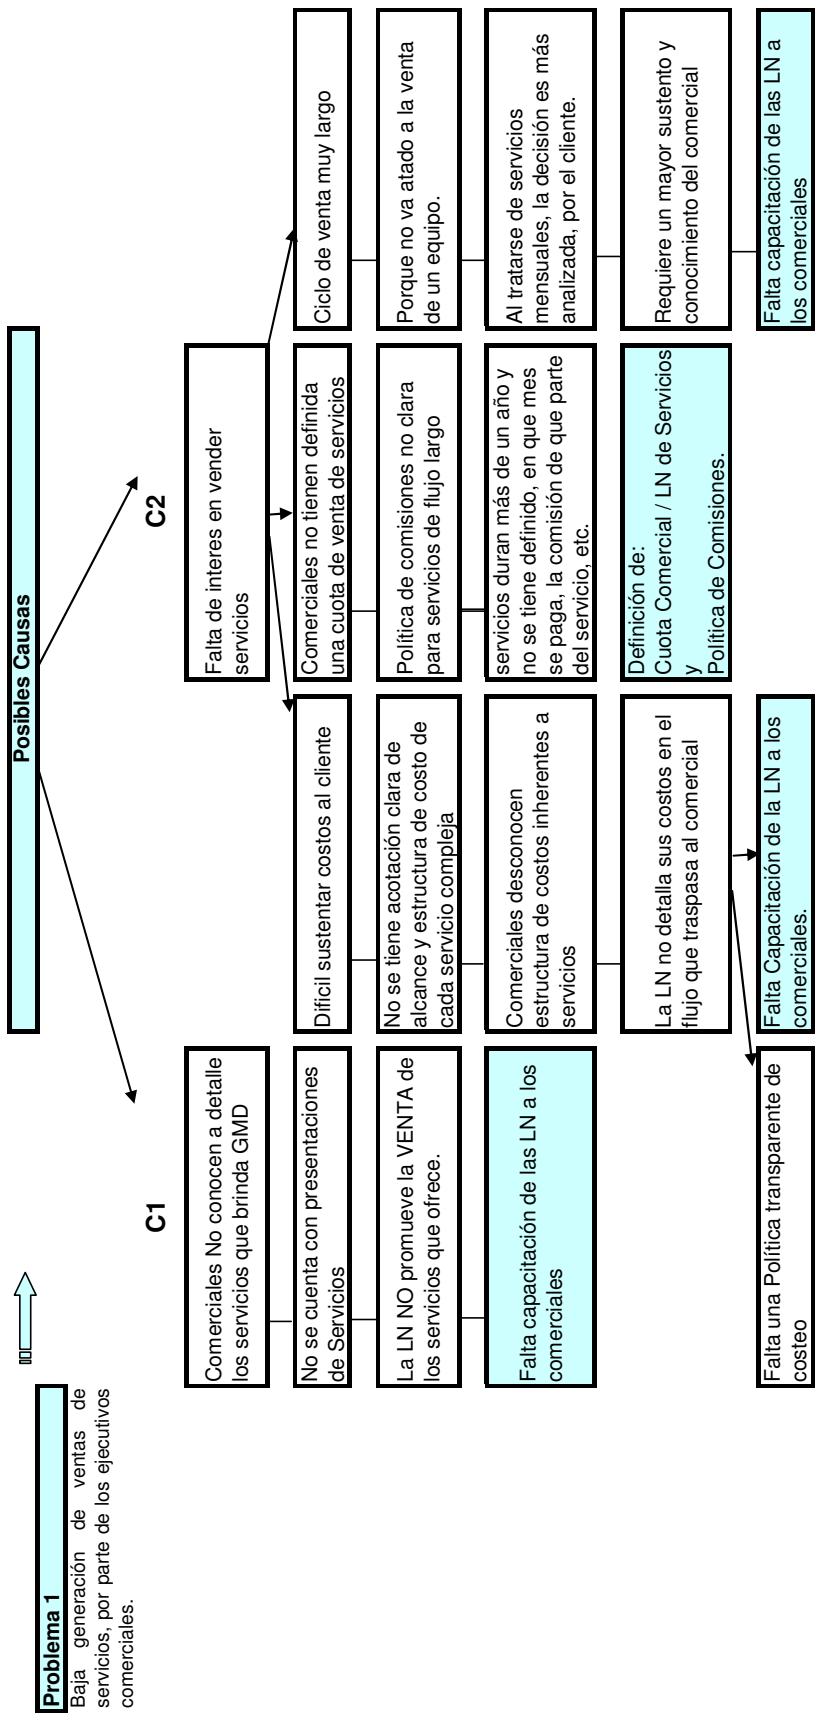 Problema 1
Baja generación de ventas de
servicios, por parte de los ejecutivos
comerciales.
Posibles Causas
C1
Comerciales No conocen a detalle
los servicios que brinda GMD
No se cuenta con presentaciones
de Servicios
La LN NO promueve la VENTA de
los servicios que ofrece.
Falta capacitación de las LN a los
comerciales
C2
Falta de interes en vender
servicios
Dificil sustentar costos al cliente
No se tiene acotación clara de
alcance y estructura de costo de
cada servicio compleja
Comerciales desconocen
estructura de costos inherentes a
servicios
La LN no detalla sus costos en el
flujo que traspasa al comercial
Falta una Política transparente de
costeo
Falta Capacitación de la LN a los
comerciales.
Comerciales no tienen definida
una cuota de venta de servicios
Política de comisiones no clara
para servicios de flujo largo
servicios duran más de un año y
no se tiene definido, en que mes
se paga, la comisión de que parte
del servicio, etc.
Definición de:
Cuota Comercial / LN de Servicios
y
Política de Comisiones.
Ciclo de venta muy largo
Porque no va atado a la venta
de un equipo.
Al tratarse de servicios
mensuales, la decisión es más
analizada, por el cliente.
Requiere un mayor sustento y
conocimiento del comercial
Falta capacitación de las LN a
los comerciales